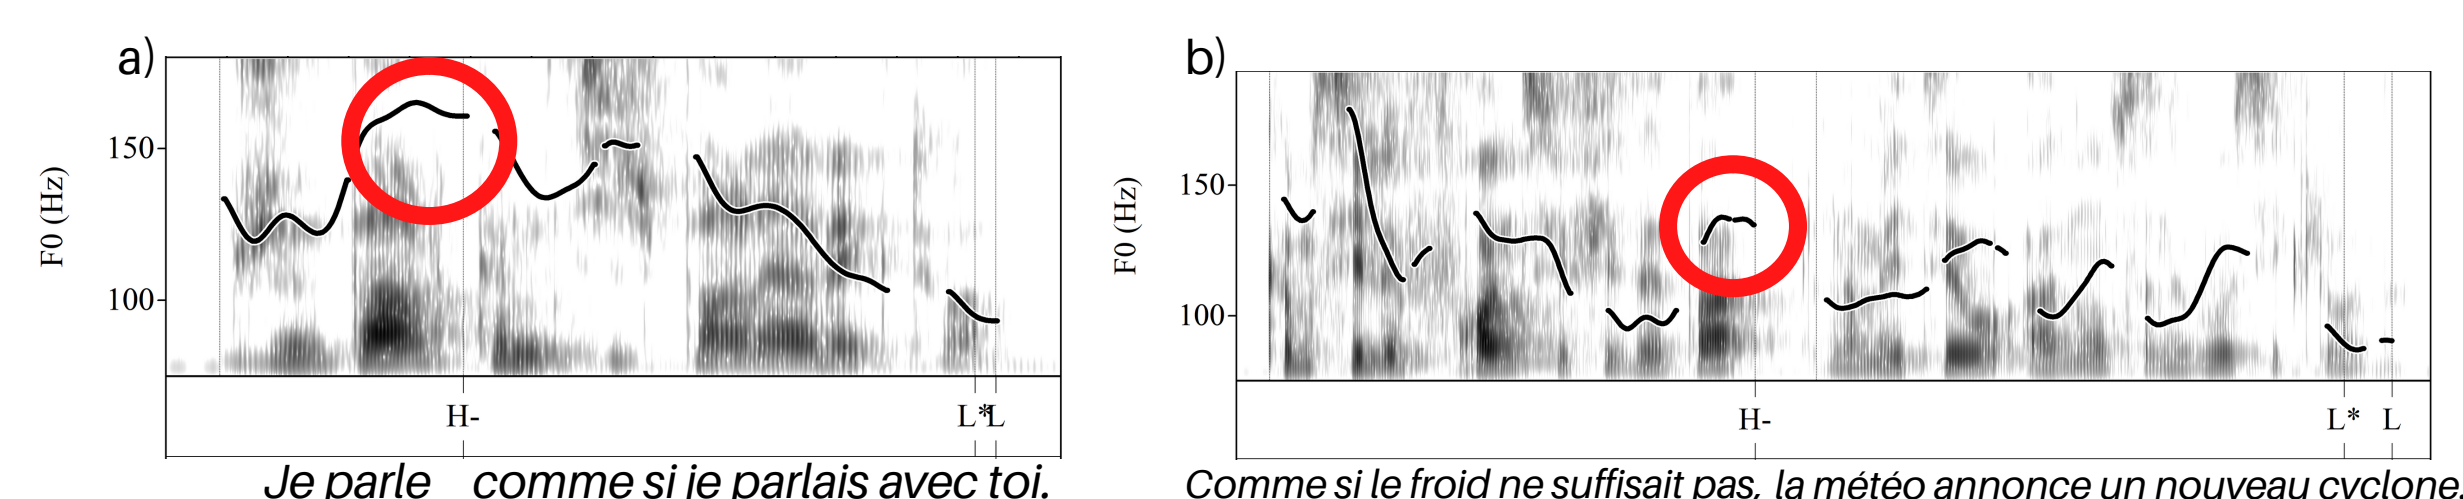 a)
F0 (Hz)
150
100
H-
L*L
Je parle comme si je parlais avec toi.
b)
F0 (Hz)
150
100
H-
L* L
Comme si le froid ne suffisait pas, la météo annonce un nouveau cyclone